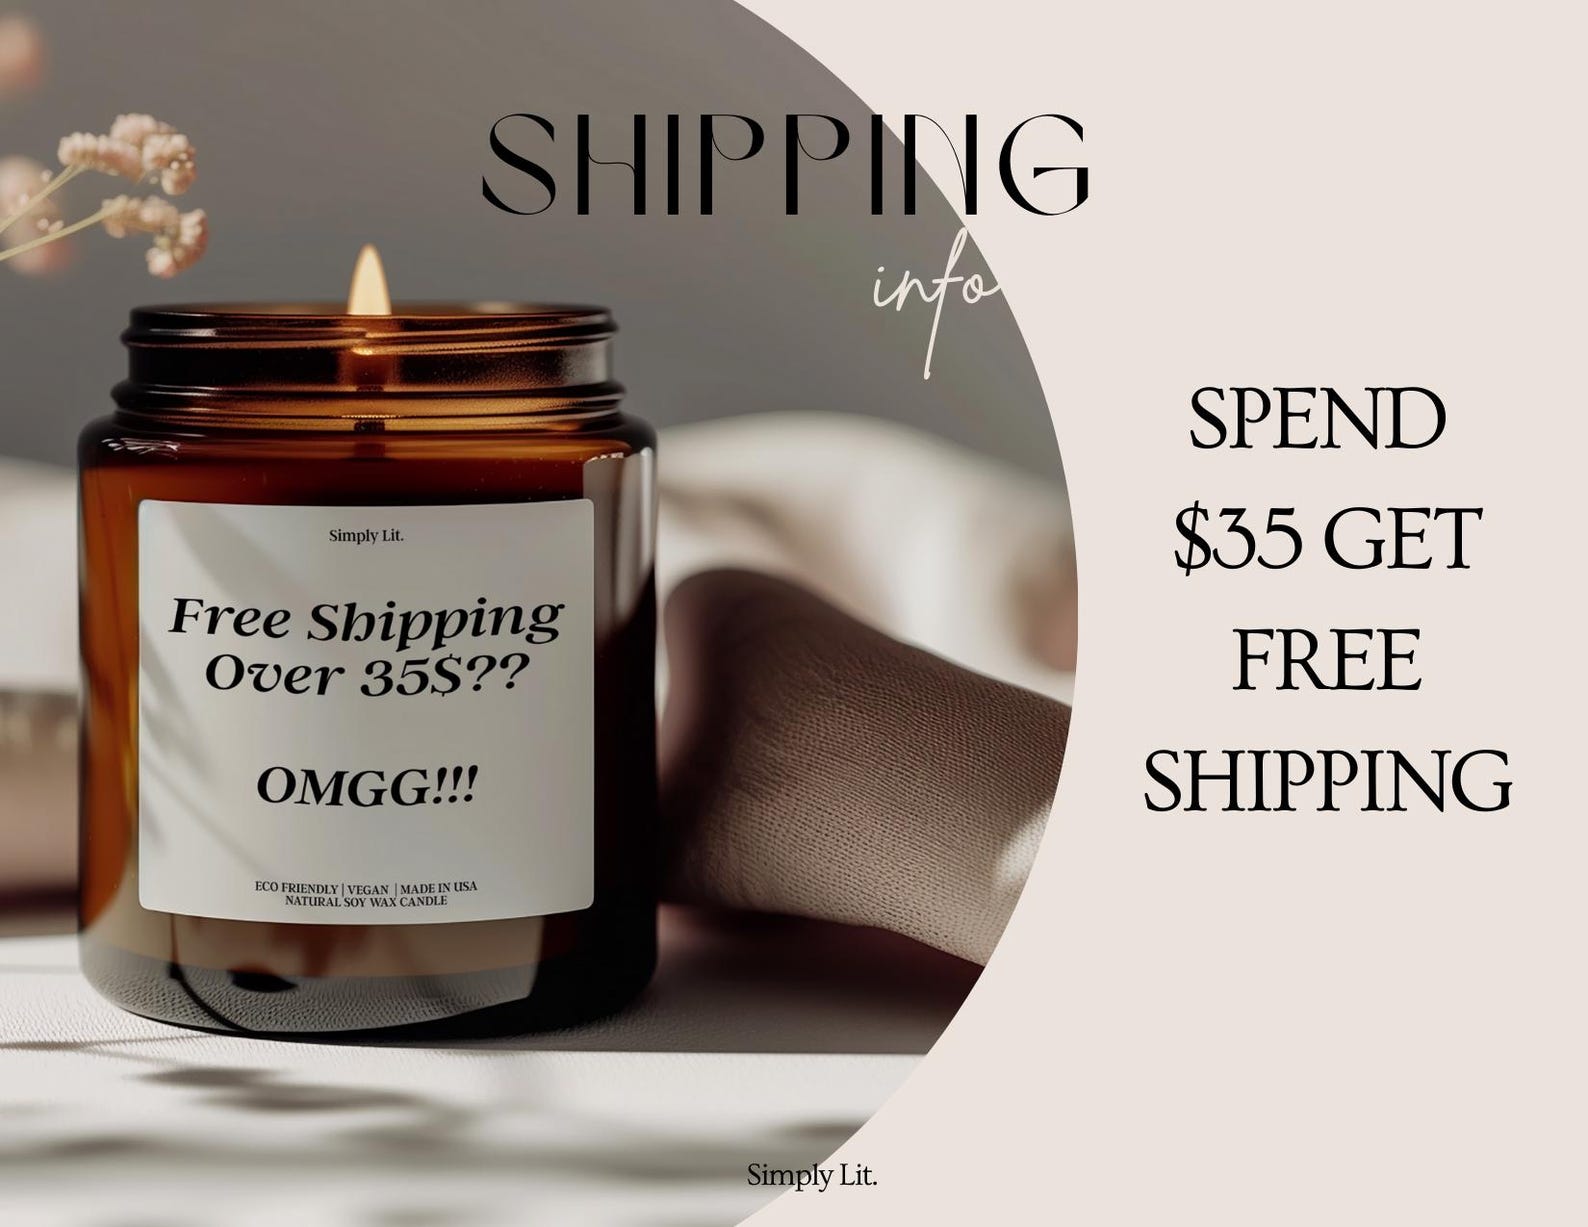 SHIPPING
info
Simply Lit.
Free Shipping
Over 35$??
OMGG!!!
ECO FRIENDLY | VEGAN | MADE IN USA
NATURAL SOY WAX CANDLE
SPEND
$35 GET
FREE
SHIPPING
Simply Lit.